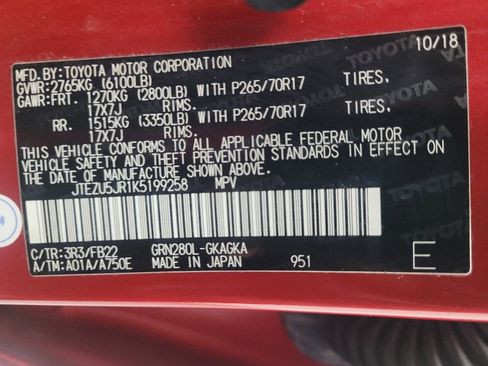 MFD.BY:TOYOTA MOTOR CORPORATION 10/18
GVWR:2765KG (6100LB)
GAWR:FRT. 1270KG (2800LB) WITH P265/70R17 TIRES,
17X7J RIMS.
RR. 1515KG (3350LB) WITH P265/70R17 TIRES,
17X7J RIMS.
THIS VEHICLE CONFORMS TO ALL APPLICABLE FEDERAL MOTOR
VEHICLE SAFETY AND THEFT PREVENTION STANDARDS IN EFFECT ON
THE DATE OF MANUFACTURE SHOWN ABOVE.
JTEZU5JR1K5199258 MPV
C/TR:3R3/FB22 GRN280L-GKAGKA
A/TM:A01A/A750E MADE IN JAPAN 951 E